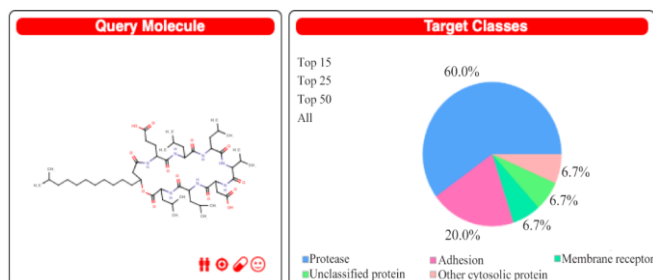 Query Molecule
Target Classes
Top 15
Top 25
Top 50
All
60.0%
6.7%
6.7%
6.7%
20.0%
Protease
Adhesion
Membrane receptor
Unclassified protein
Other cytosolic protein